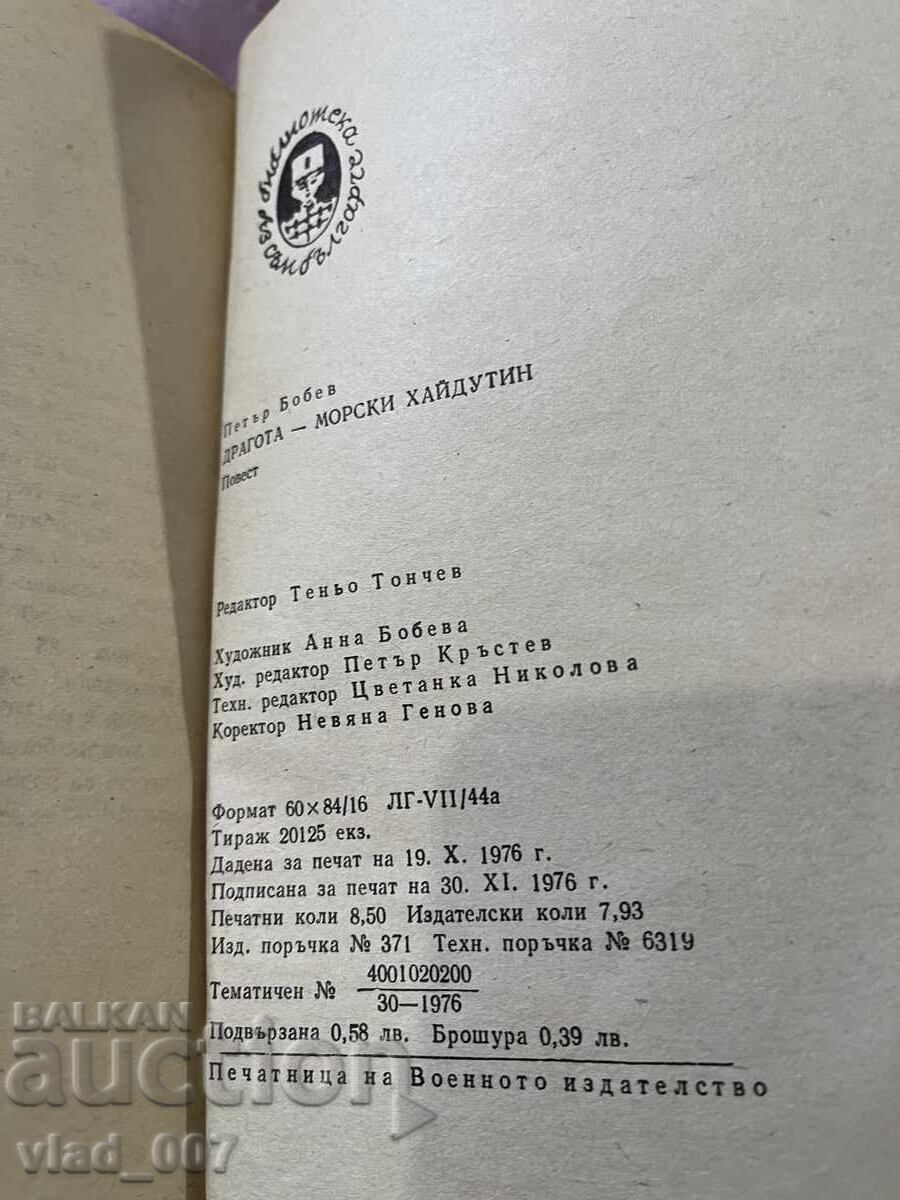 библиотека
аз съм българче
Петър Бобев
ДРАГОТА — МОРСКИ ХАЙДУТИН
Повест
Редактор Теньо Тончев
Художник Анна Бобева
Худ. редактор Петър Кръстев
Техн. редактор Цветанка Николова
Коректор Невяна Генова
Формат 60×84/16 ЛГ-VII/44а
Тираж 20125 екз.
Дадена за печат на 19. X. 1976 г.
Подписана за печат на 30. XI. 1976 г.
Печатни коли 8,50 Издателски коли 7,93
Изд. поръчка № 371 Техн. поръчка № 6319
Тематичен № 4001020200
30—1976
Подвързана 0,58 лв. Брошура 0,39 лв.
Печатница на Военното издателство
BALKAN
auction
vlad_007